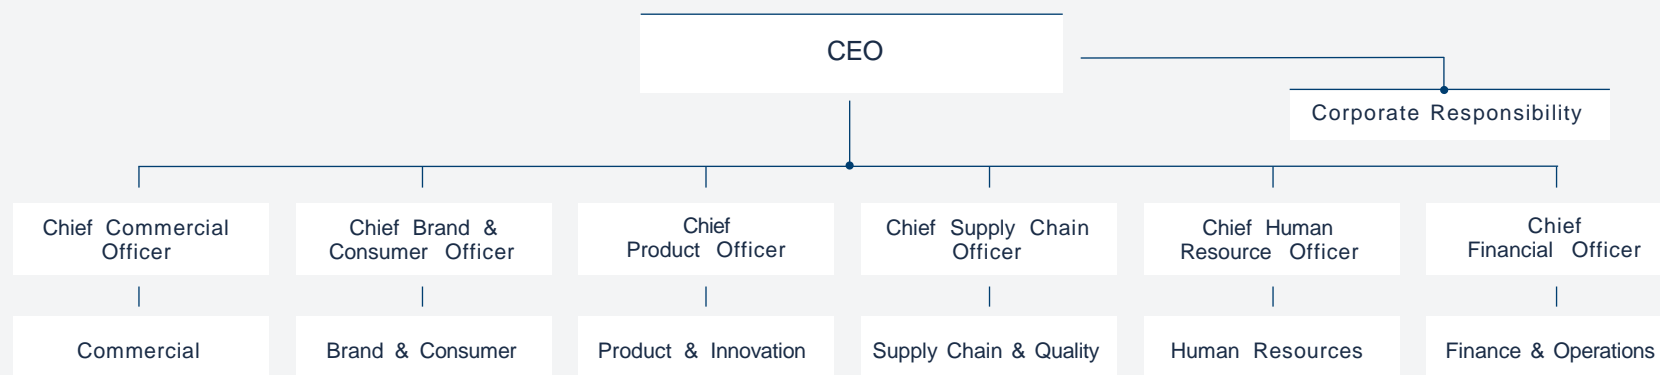 CEO
Corporate Responsibility
Chief Commercial
Officer
Chief Brand &
Consumer Officer
Chief
Product Officer
Chief Supply Chain
Officer
Chief Human
Resource Officer
Chief
Financial Officer
Commercial
Brand & Consumer
Product & Innovation
Supply Chain & Quality
Human Resources
Finance & Operations